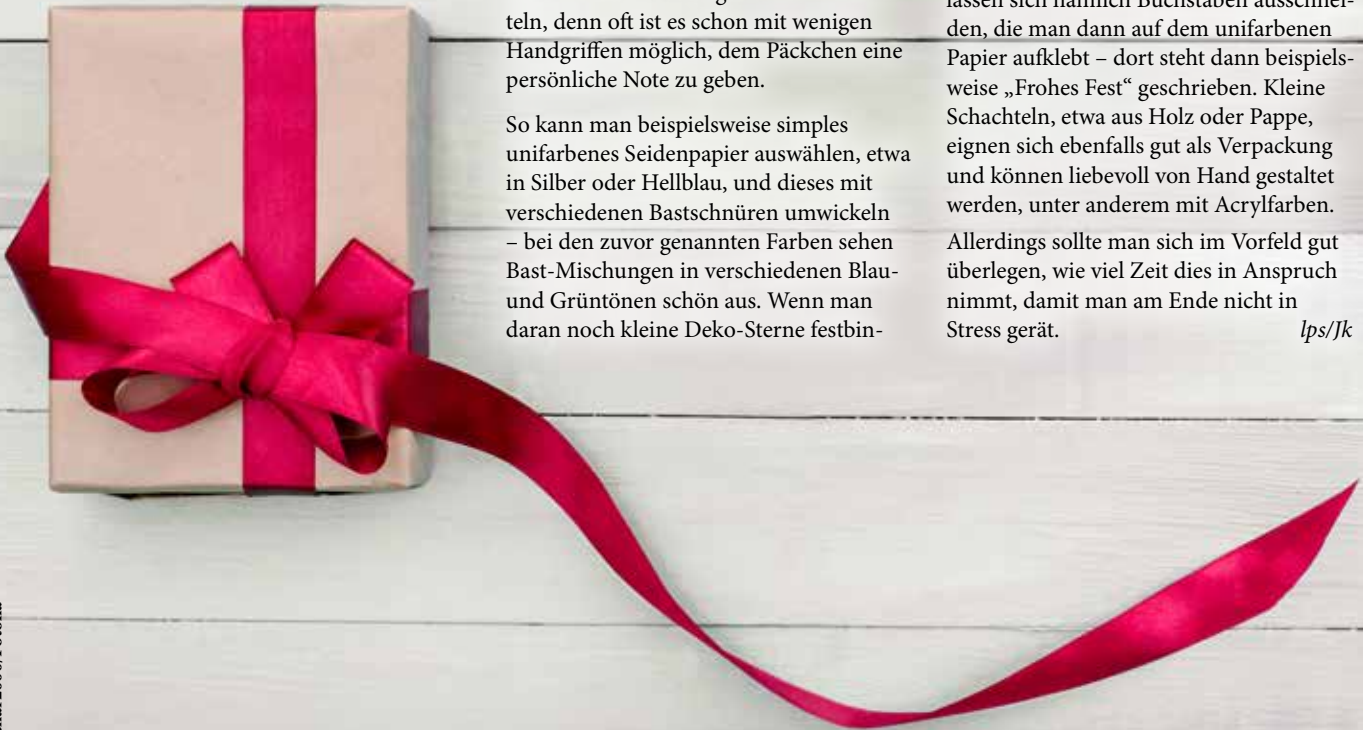 teln, denn oft ist es schon mit wenigen
Handgriffen möglich, dem Päckchen eine
persönliche Note zu geben.
So kann man beispielsweise simples
unifarbenes Seidenpapier auswählen, etwa
in Silber oder Hellblau, und dieses mit
verschiedenen Bastschnüren umwickeln
– bei den zuvor genannten Farben sehen
Bast-Mischungen in verschiedenen Blau-
und Grüntönen schön aus. Wenn man
daran noch kleine Deko-Sterne festbin-
lassen sich nämlich Buchstaben ausschnei-
den, die man dann auf dem unifarbenen
Papier aufklebt – dort steht dann beispiels-
weise „Frohes Fest“ geschrieben. Kleine
Schachteln, etwa aus Holz oder Pappe,
eignen sich ebenfalls gut als Verpackung
und können liebevoll von Hand gestaltet
werden, unter anderem mit Acrylfarben.
Allerdings sollte man sich im Vorfeld gut
überlegen, wie viel Zeit dies in Anspruch
nimmt, damit man am Ende nicht in
Stress gerät. lps/Jk